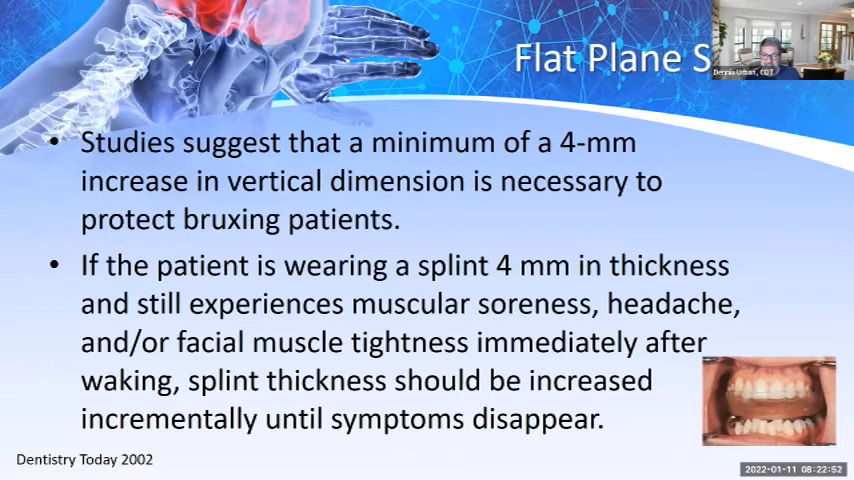 Flat Plane S
Dennis Urban, CDT
• Studies suggest that a minimum of a 4-mm
increase in vertical dimension is necessary to
protect bruxing patients.
• If the patient is wearing a splint 4 mm in thickness
and still experiences muscular soreness, headache,
and/or facial muscle tightness immediately after
waking, splint thickness should be increased
incrementally until symptoms disappear.
Dentistry Today 2002
2022-01-11 08:22:52